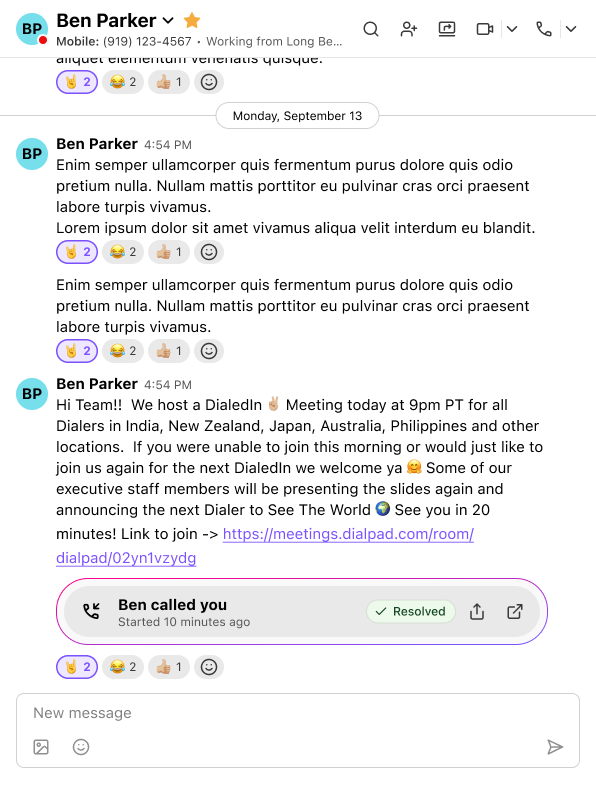 BP
Ben Parker
Mobile: (919) 123-4567 • Working from Long Be...
aliquet elementum venenatis quisque.
🤘🏼 2 😂 2 👍🏼 1
Monday, September 13
BP
Ben Parker 4:54 PM
Enim semper ullamcorper quis fermentum purus dolore quis odio
pretium nulla. Nullam mattis porttitor eu pulvinar cras orci praesent
labore turpis vivamus.
Lorem ipsum dolor sit amet vivamus aliqua velit interdum eu blandit.
🤘🏼 2 😂 2 👍🏼 1
Enim semper ullamcorper quis fermentum purus dolore quis odio
pretium nulla. Nullam mattis porttitor eu pulvinar cras orci praesent
labore turpis vivamus.
🤘🏼 2 😂 2 👍🏼 1
BP
Ben Parker 4:54 PM
Hi Team!!  We host a DialedIn ✌🏼 Meeting today at 9pm PT for all
Dialers in India, New Zealand, Japan, Australia, Philippines and other
locations.  If you were unable to join this morning or would just like to
join us again for the next DialedIn we welcome ya 🤗 Some of our
executive staff members will be presenting the slides again and
announcing the next Dialer to See The World 🌍 See you in 20
minutes! Link to join -> https://meetings.dialpad.com/room/
dialpad/02yn1vzydg
Ben called you
Started 10 minutes ago
Resolved
🤘🏼 2 😂 2 👍🏼 1
New message